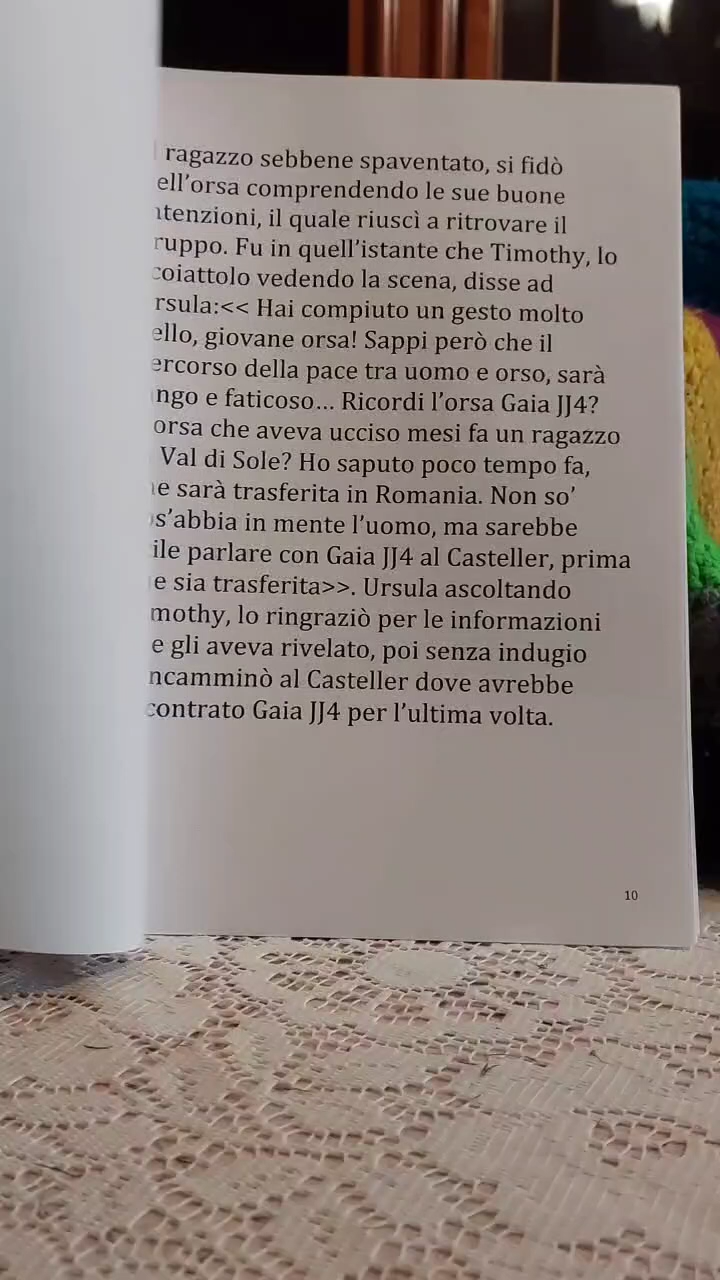 ragazzo sebbene spaventato, si fidò
ell'orsa comprendendo le sue buone
ntenzioni, il quale riuscì a ritrovare il
ruppo. Fu in quell'istante che Timothy, lo
coiattolo vedendo la scena, disse ad
rsula:<< Hai compiuto un gesto molto
ello, giovane orsa! Sappi però che il
ercorso della pace tra uomo e orso, sarà
ngo e faticoso... Ricordi l'orsa Gaia JJ4?
orsa che aveva ucciso mesi fa un ragazzo
Val di Sole? Ho saputo poco tempo fa,
e sarà trasferita in Romania. Non so'
s'abbia in mente l'uomo, ma sarebbe
ile parlare con Gaia JJ4 al Casteller, prima
e sia trasferita>>. Ursula ascoltando
mothy, lo ringraziò per le informazioni
e gli aveva rivelato, poi senza indugio
ncamminò al Casteller dove avrebbe
contrato Gaia JJ4 per l'ultima volta.
10